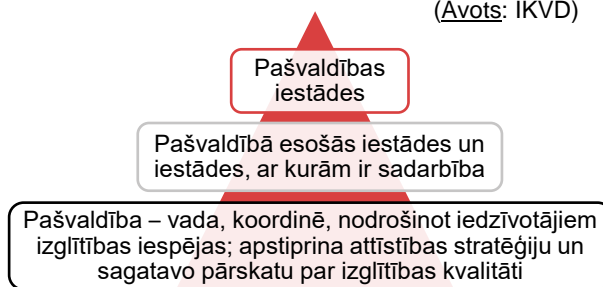 (Avots: IKVD)
Pašvaldības
iestādes
Pašvaldībā esošās iestādes un
iestādes, ar kurām ir sadarbība
Pašvaldība – vada, koordinē, nodrošinot iedzīvotājiem
izglītības iespējas; apstiprina attīstības stratēģiju un
sagatavo pārskatu par izglītības kvalitāti